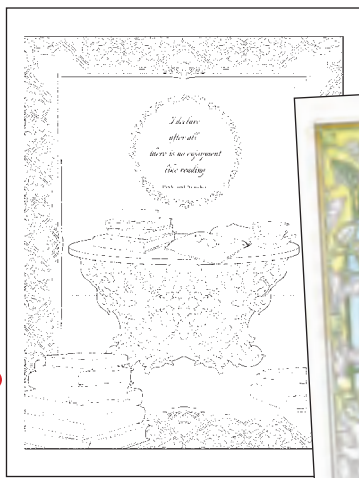 I declare
after all
there is no enjoyment
like reading